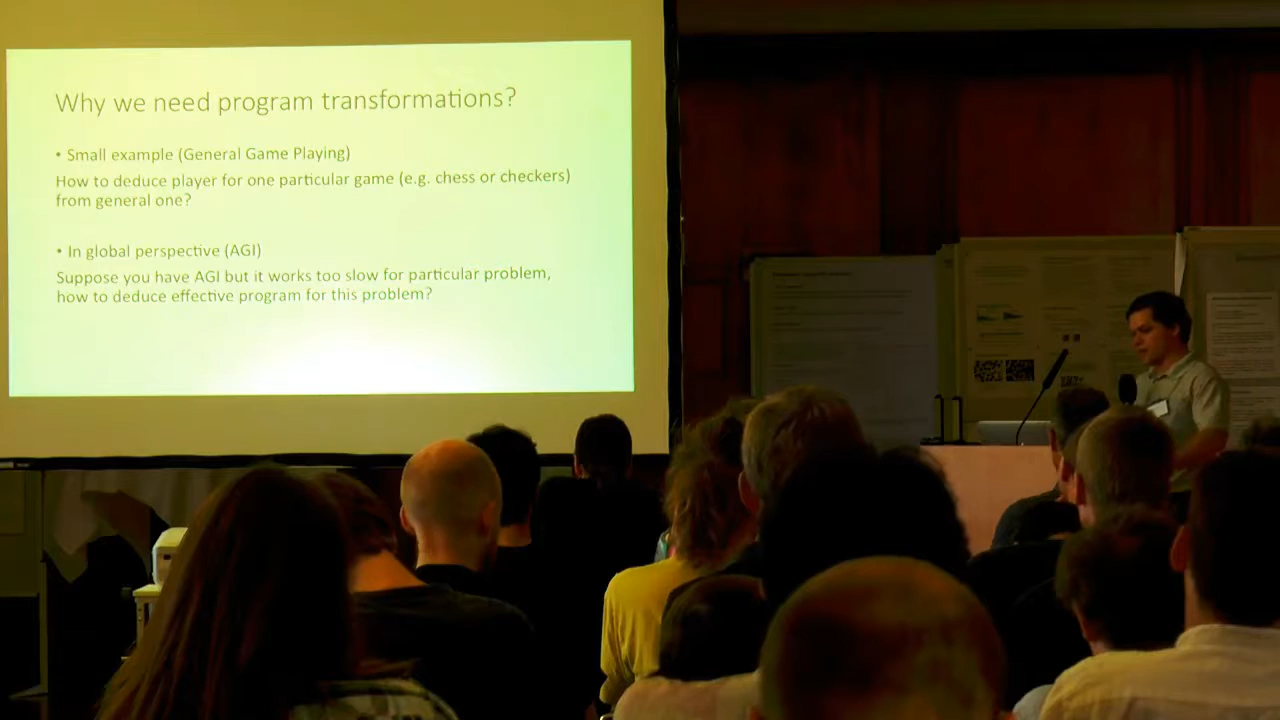 Why we need program transformations?
• Small example (General Game Playing)
How to deduce player for one particular game (e.g. chess or checkers)
from general one?
• In global perspective (AGI)
Suppose you have AGI but it works too slow for particular problem,
how to deduce effective program for this problem?